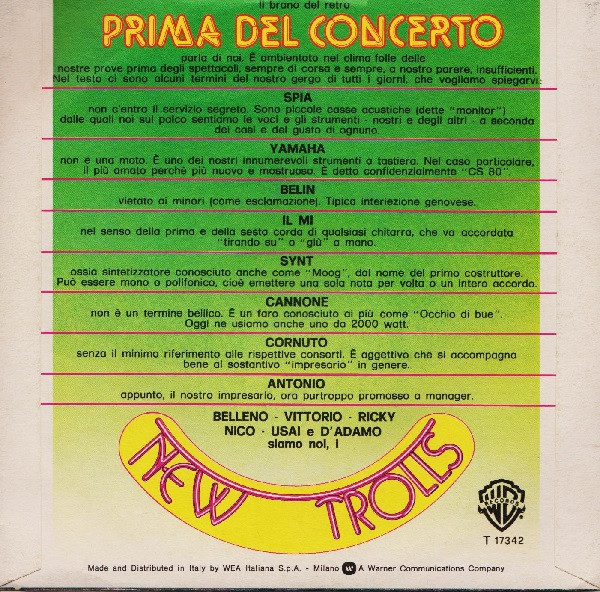 Il brano del retro
PRIMA DEL CONCERTO
parla di noi. È ambientato nel clima folle delle
nostre prove prima degli spettacoli, sempre di corsa e sempre, a nostro parere, insufficienti.
Nel testo ci sono alcuni termini del nostro gergo di tutti i giorni, che vogliamo spiegarvi:
SPIA
non c'entra il servizio segreto. Sono piccole casse acustiche (dette "monitor")
dalle quali noi sul palco sentiamo le voci e gli strumenti - nostri e degli altri - a seconda
dei casi e del gusto di ognuno.
YAMAHA
non è una moto. È uno dei nostri innumerevoli strumenti a tastiera. Nel caso particolare,
il più amato perchè più nuovo e mostruoso. È detto confidenzialmente "CS 80".
BELIN
vietato ai minori (come esclamazione). Tipica interiezione genovese.
IL MI
nel senso della prima e della sesta corda di qualsiasi chitarra, che va accordata
"tirando su" o "giù" a mano.
SYNT
ossia sintetizzatore conosciuto anche come "Moog", dal nome del primo costruttore.
Può essere mono o polifonico, cioè emettere una sola nota per volta o un intero accordo.
CANNONE
non è un termine bellico. È un faro conosciuto ai più come "Occhio di bue".
Oggi ne usiamo anche uno da 2000 watt.
CORNUTO
senza il minimo riferimento alle rispettive consorti. È aggettivo che si accompagna
bene al sostantivo "impresario" in genere.
ANTONIO
appunto, il nostro impresario, ora purtroppo promosso a manager.
BELLENO - VITTORIO - RICKY
NICO - USAI e D'ADAMO
siamo noi, i
NEW TROLLS
WB
RECORDS
T 17342
Made and Distributed in Italy by WEA Italiana S.p.A. - Milano A Warner Communications Company